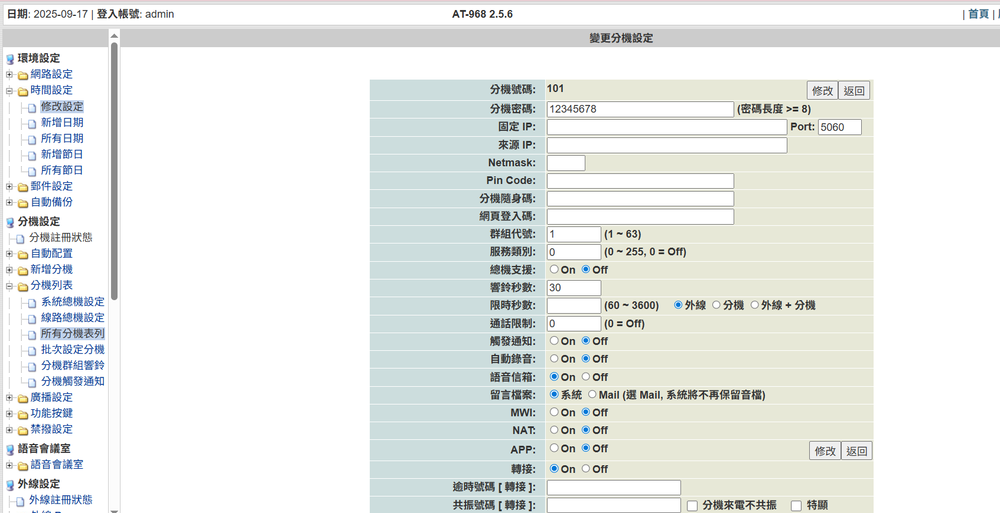 日期: 2025-09-17 | 登入帳號: admin
AT-968 2.5.6
| 首頁 |
變更分機設定
環境設定
網路設定
時間設定
修改設定
新增日期
所有日期
新增節日
所有節日
郵件設定
自動備份
分機設定
分機註冊狀態
自動配置
新增分機
分機列表
系統總機設定
線路總機設定
所有分機表列
批次設定分機
分機群組響鈴
分機觸發通知
廣播設定
功能按鍵
禁撥設定
語音會議室
語音會議室
外線設定
外線註冊狀態
分機號碼: 101 修改 返回
分機密碼: 12345678 (密碼長度 >= 8)
固定 IP: Port: 5060
來源 IP:
Netmask:
Pin Code:
分機隨身碼:
網頁登入碼:
群組代號: 1 (1 ~ 63)
服務類別: 0 (0 ~ 255, 0 = Off)
總機支援: On Off
響鈴秒數: 30
限時秒數: (60 ~ 3600) 外線 分機 外線 + 分機
通話限制: 0 (0 = Off)
觸發通知: On Off
自動錄音: On Off
語音信箱: On Off
留言檔案: 系統 Mail (選 Mail, 系統將不再保留音檔)
MWI: On Off
NAT: On Off
APP: On Off 修改 返回
轉接: On Off
逾時號碼 [ 轉接 ]:
共振號碼 [ 轉接 ]: 分機來電不共振 特顯